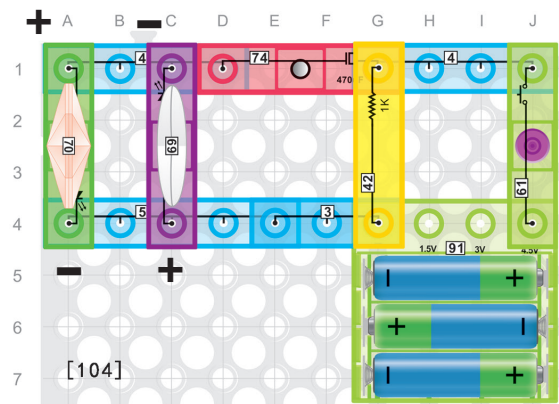 + A B − C D E F G H I J
1 4 74 470 F 4
2 1K
3 70 69
42 61
4 5 3
1.5V 91 3V 4.5V
5 − + − +
6 + −
7 [104] − +